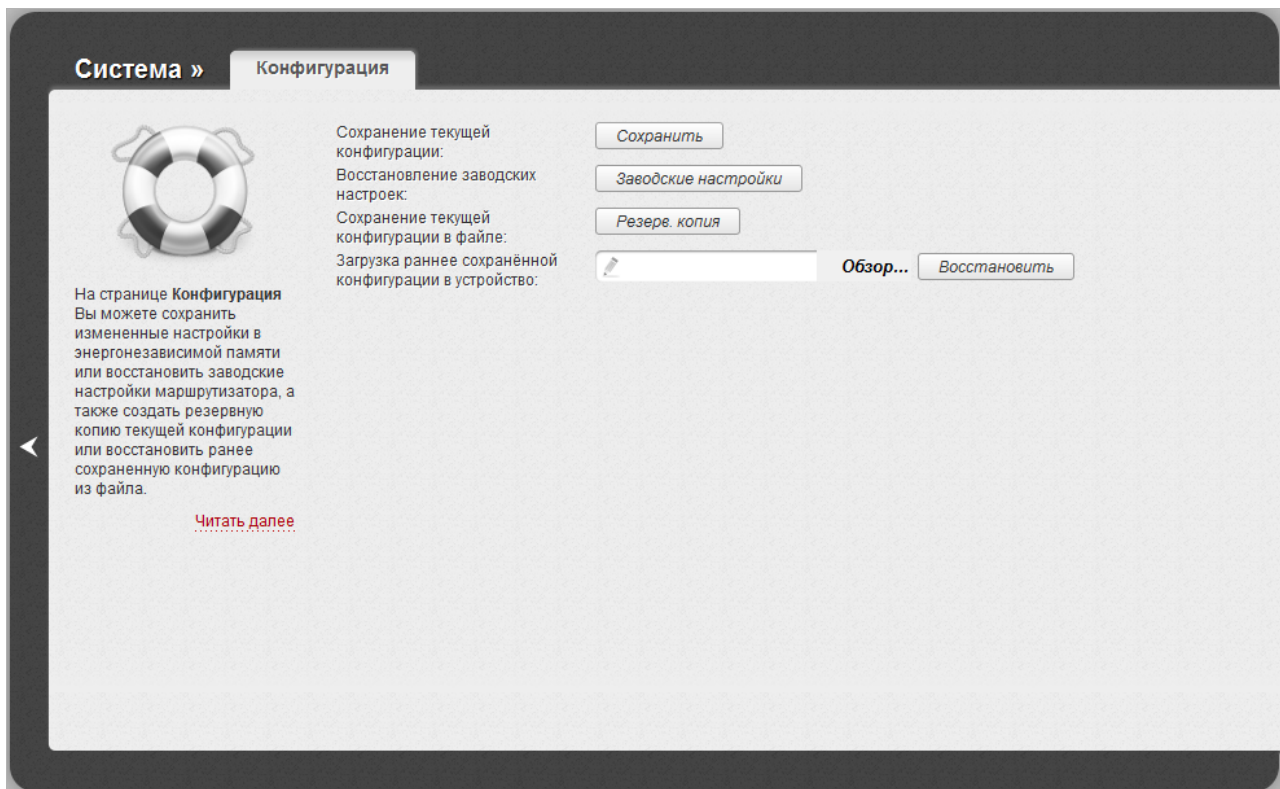 Система »
Конфигурация
Сохранение текущей
конфигурации:
Сохранить
Восстановление заводских
настроек:
Заводские настройки
Сохранение текущей
конфигурации в файле:
Резерв. копия
Загрузка раннее сохранённой
конфигурации в устройство:
Обзор...
Восстановить
На странице Конфигурация
Вы можете сохранить
измененные настройки в
энергонезависимой памяти
или восстановить заводские
настройки маршрутизатора, а
также создать резервную
копию текущей конфигурации
или восстановить ранее
сохраненную конфигурацию
из файла.
Читать далее